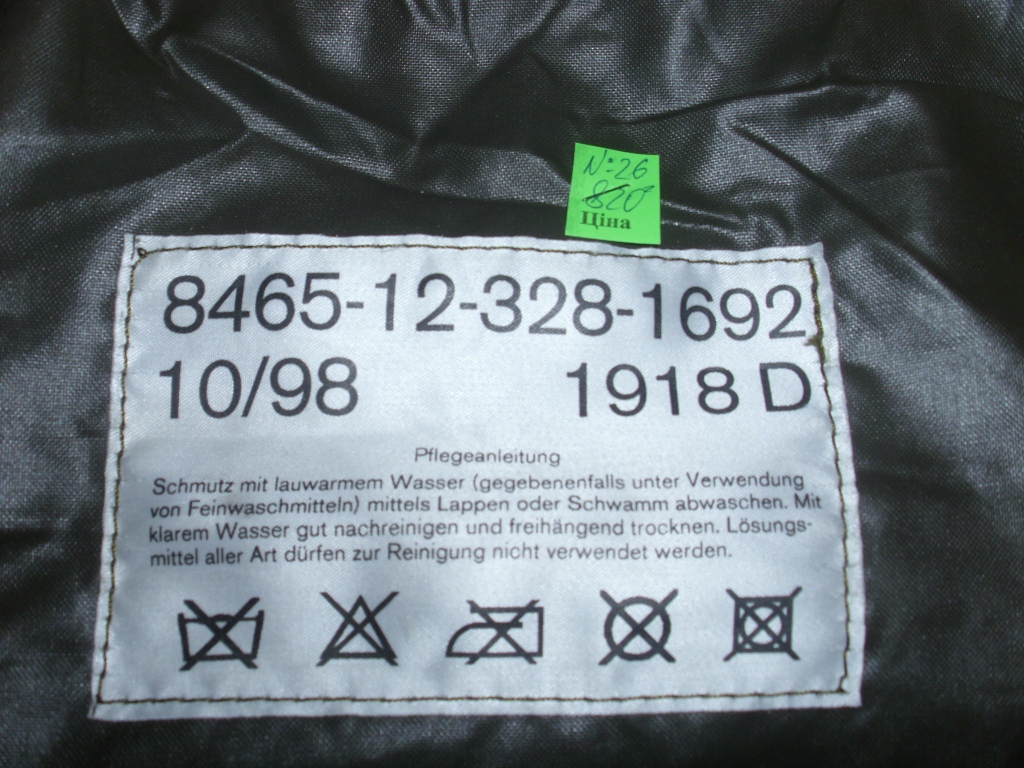 N:26
820
Ціна
8465-12-328-1692
10/98 1918 D
Pflegeanleitung
Schmutz mit lauwarmem Wasser (gegebenenfalls unter Verwendung
von Feinwaschmitteln) mittels Lappen oder Schwamm abwaschen. Mit
klarem Wasser gut nachreinigen und freihängend trocknen. Lösungs-
mittel aller Art dürfen zur Reinigung nicht verwendet werden.